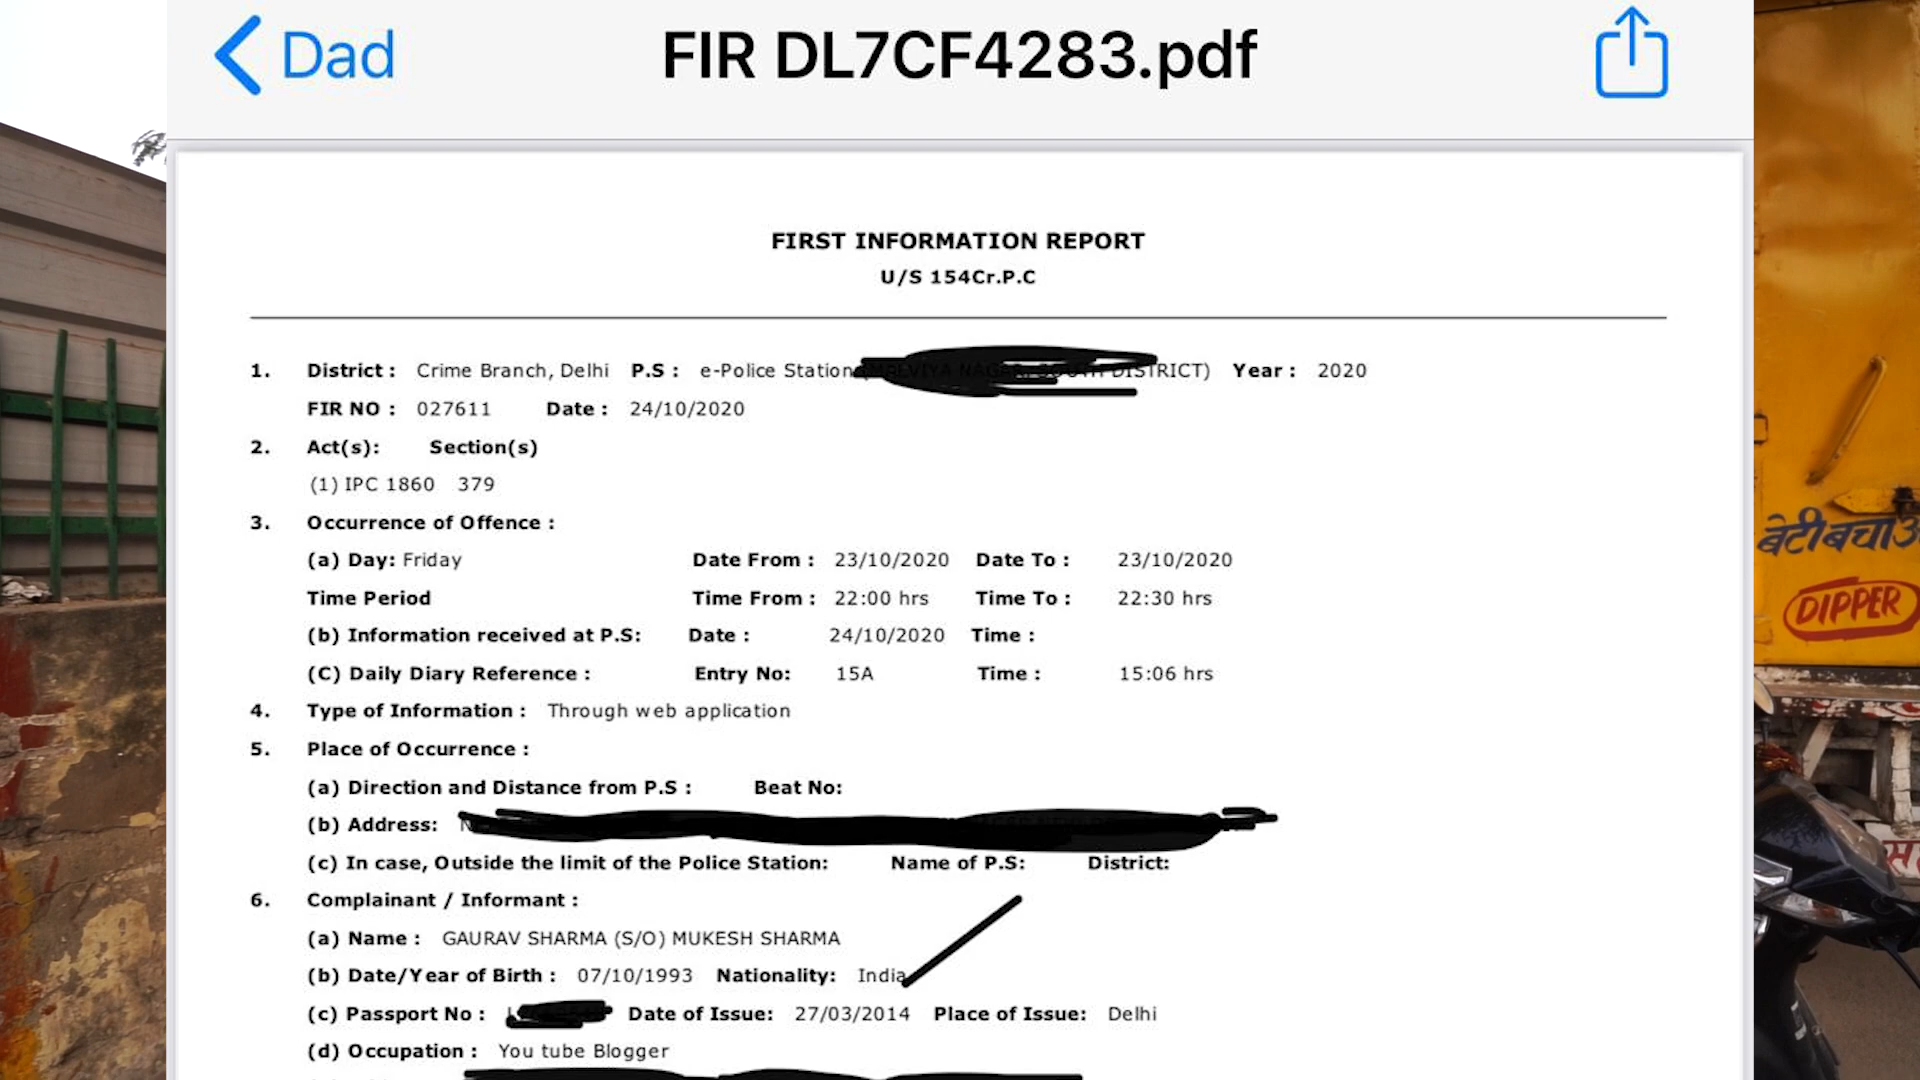 Dad
FIR DL7CF4283.pdf
FIRST INFORMATION REPORT
U/S 154Cr.P.C
1. District : Crime Branch, Delhi P.S : e-Police Station DISTRICT) Year : 2020
FIR NO : 027611 Date : 24/10/2020
2. Act(s): Section(s)
(1) IPC 1860 379
3. Occurrence of Offence :
(a) Day: Friday Date From : 23/10/2020 Date To : 23/10/2020
Time Period Time From : 22:00 hrs Time To : 22:30 hrs
(b) Information received at P.S: Date : 24/10/2020 Time :
(C) Daily Diary Reference : Entry No: 15A Time : 15:06 hrs
4. Type of Information : Through web application
5. Place of Occurrence :
(a) Direction and Distance from P.S : Beat No:
(b) Address:
(c) In case, Outside the limit of the Police Station: Name of P.S: District:
6. Complainant / Informant :
(a) Name : GAURAV SHARMA (S/O) MUKESH SHARMA
(b) Date/Year of Birth : 07/10/1993 Nationality: India
(c) Passport No : Date of Issue: 27/03/2014 Place of Issue: Delhi
(d) Occupation : You tube Blogger
बेटी बचाओ
DIPPER